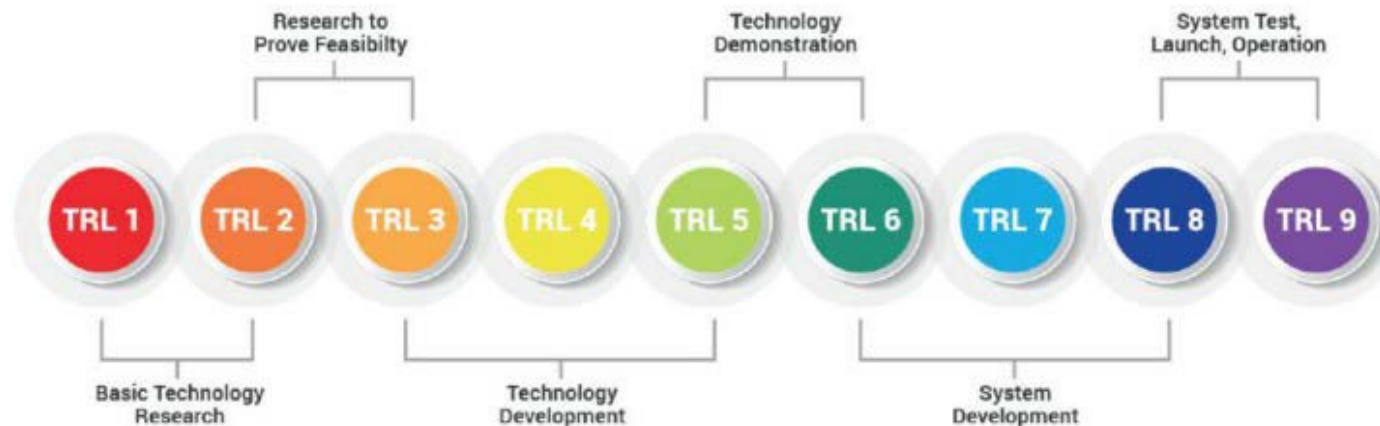 Research to
Prove Feasibilty
Technology
Demonstration
System Test,
Launch, Operation
TRL 1
TRL 2
TRL 3
TRL 4
TRL 5
TRL 6
TRL 7
TRL 8
TRL 9
Basic Technology
Research
Technology
Development
System
Development